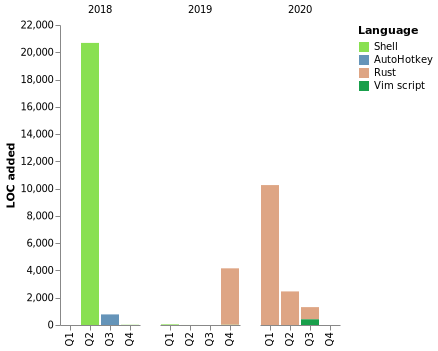 2018 2019 2020
LOC added
22,000
20,000
18,000
16,000
14,000
12,000
10,000
8,000
6,000
4,000
2,000
0
Q1 Q2 Q3 Q4 Q1 Q2 Q3 Q4 Q1 Q2 Q3 Q4
Language
Shell
AutoHotkey
Rust
Vim script